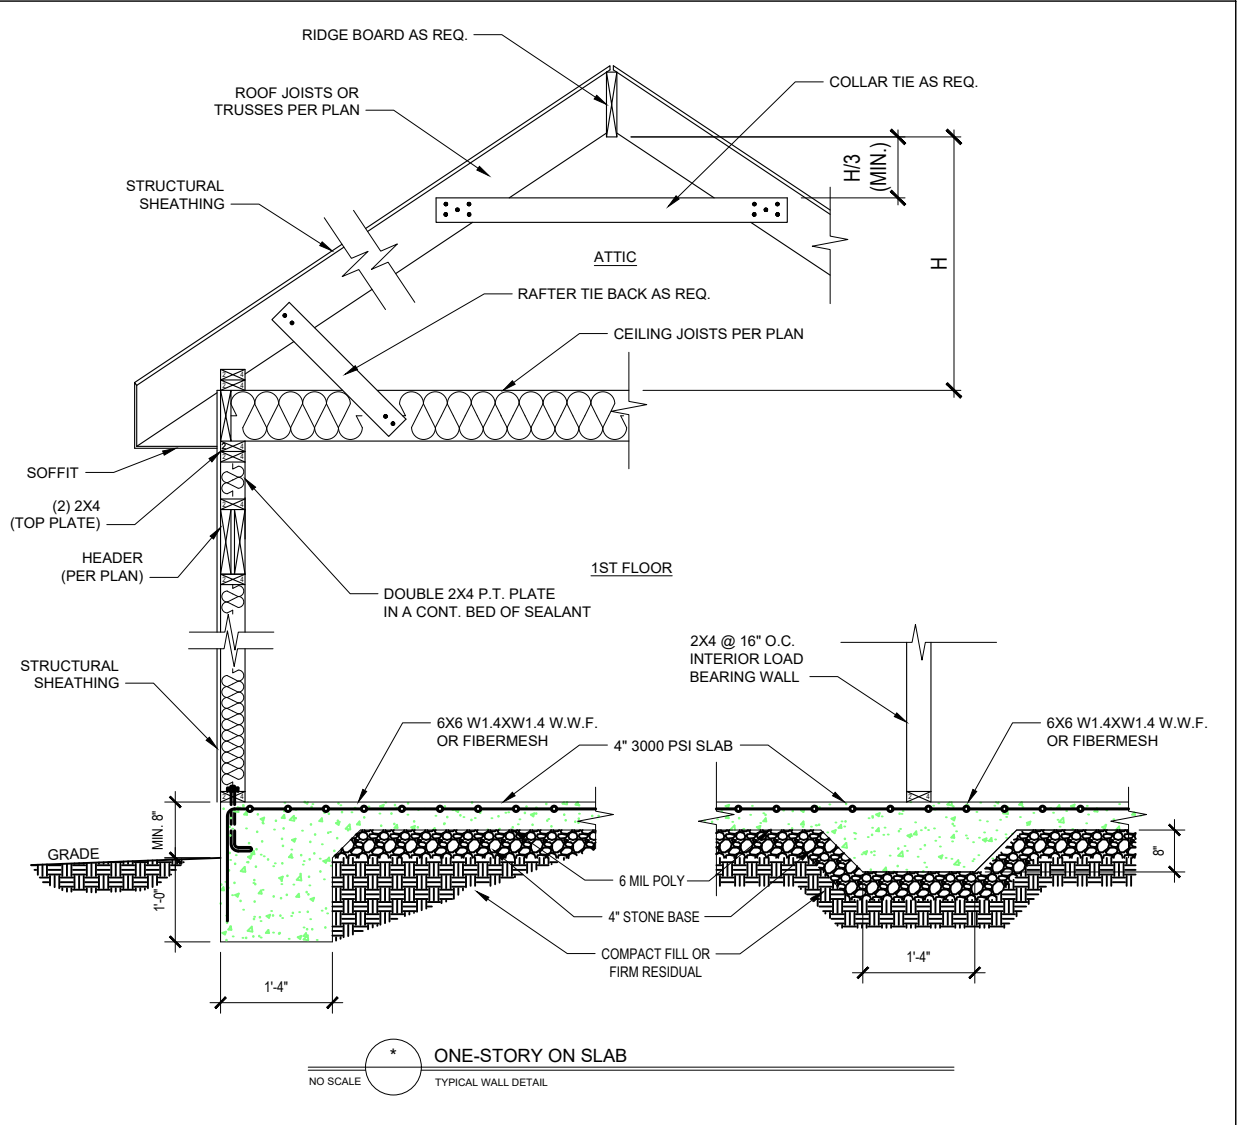 RIDGE BOARD AS REQ.
COLLAR TIE AS REQ.
ROOF JOISTS OR
TRUSSES PER PLAN
H/3
(MIN.)
STRUCTURAL
SHEATHING
ATTIC
H
RAFTER TIE BACK AS REQ.
CEILING JOISTS PER PLAN
SOFFIT
(2) 2X4
(TOP PLATE)
HEADER
(PER PLAN)
1ST FLOOR
DOUBLE 2X4 P.T. PLATE
IN A CONT. BED OF SEALANT
2X4 @ 16" O.C.
INTERIOR LOAD
BEARING WALL
STRUCTURAL
SHEATHING
6X6 W1.4XW1.4 W.W.F.
OR FIBERMESH
4" 3000 PSI SLAB
6X6 W1.4XW1.4 W.W.F.
OR FIBERMESH
MIN. 8"
GRADE
8"
6 MIL POLY
1'-0"
4" STONE BASE
COMPACT FILL OR
FIRM RESIDUAL
1'-4"
1'-4"
*
ONE-STORY ON SLAB
NO SCALE
TYPICAL WALL DETAIL